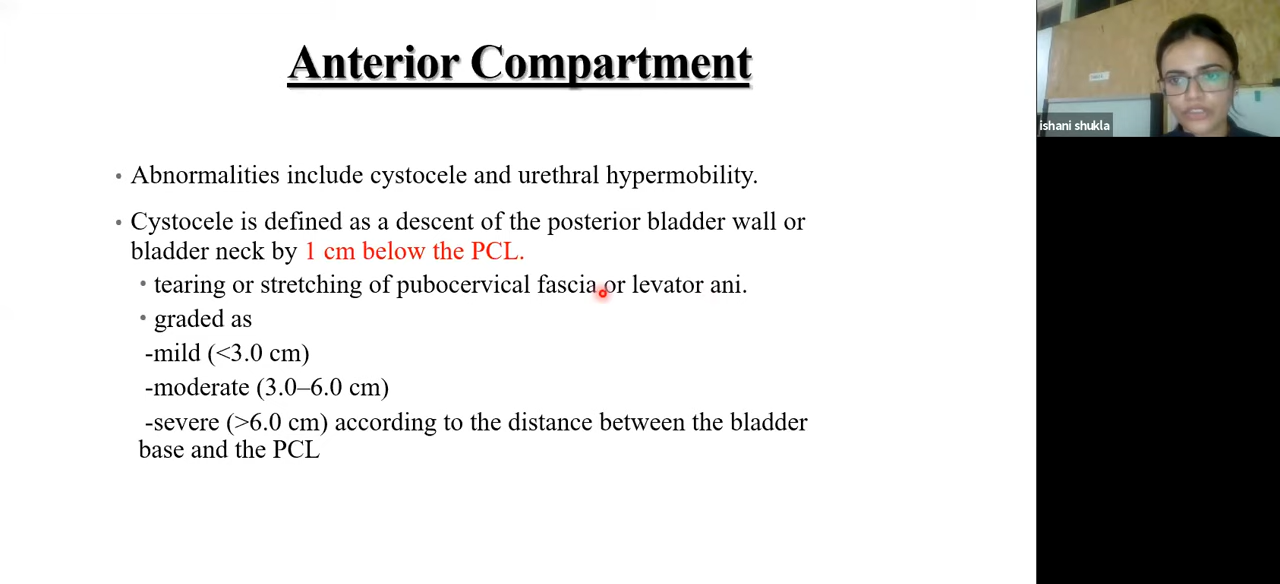 Anterior Compartment
• Abnormalities include cystocele and urethral hypermobility.
• Cystocele is defined as a descent of the posterior bladder wall or
bladder neck by 1 cm below the PCL.
• tearing or stretching of pubocervical fascia or levator ani.
• graded as
-mild (<3.0 cm)
-moderate (3.0–6.0 cm)
-severe (>6.0 cm) according to the distance between the bladder
base and the PCL
ishani shukla